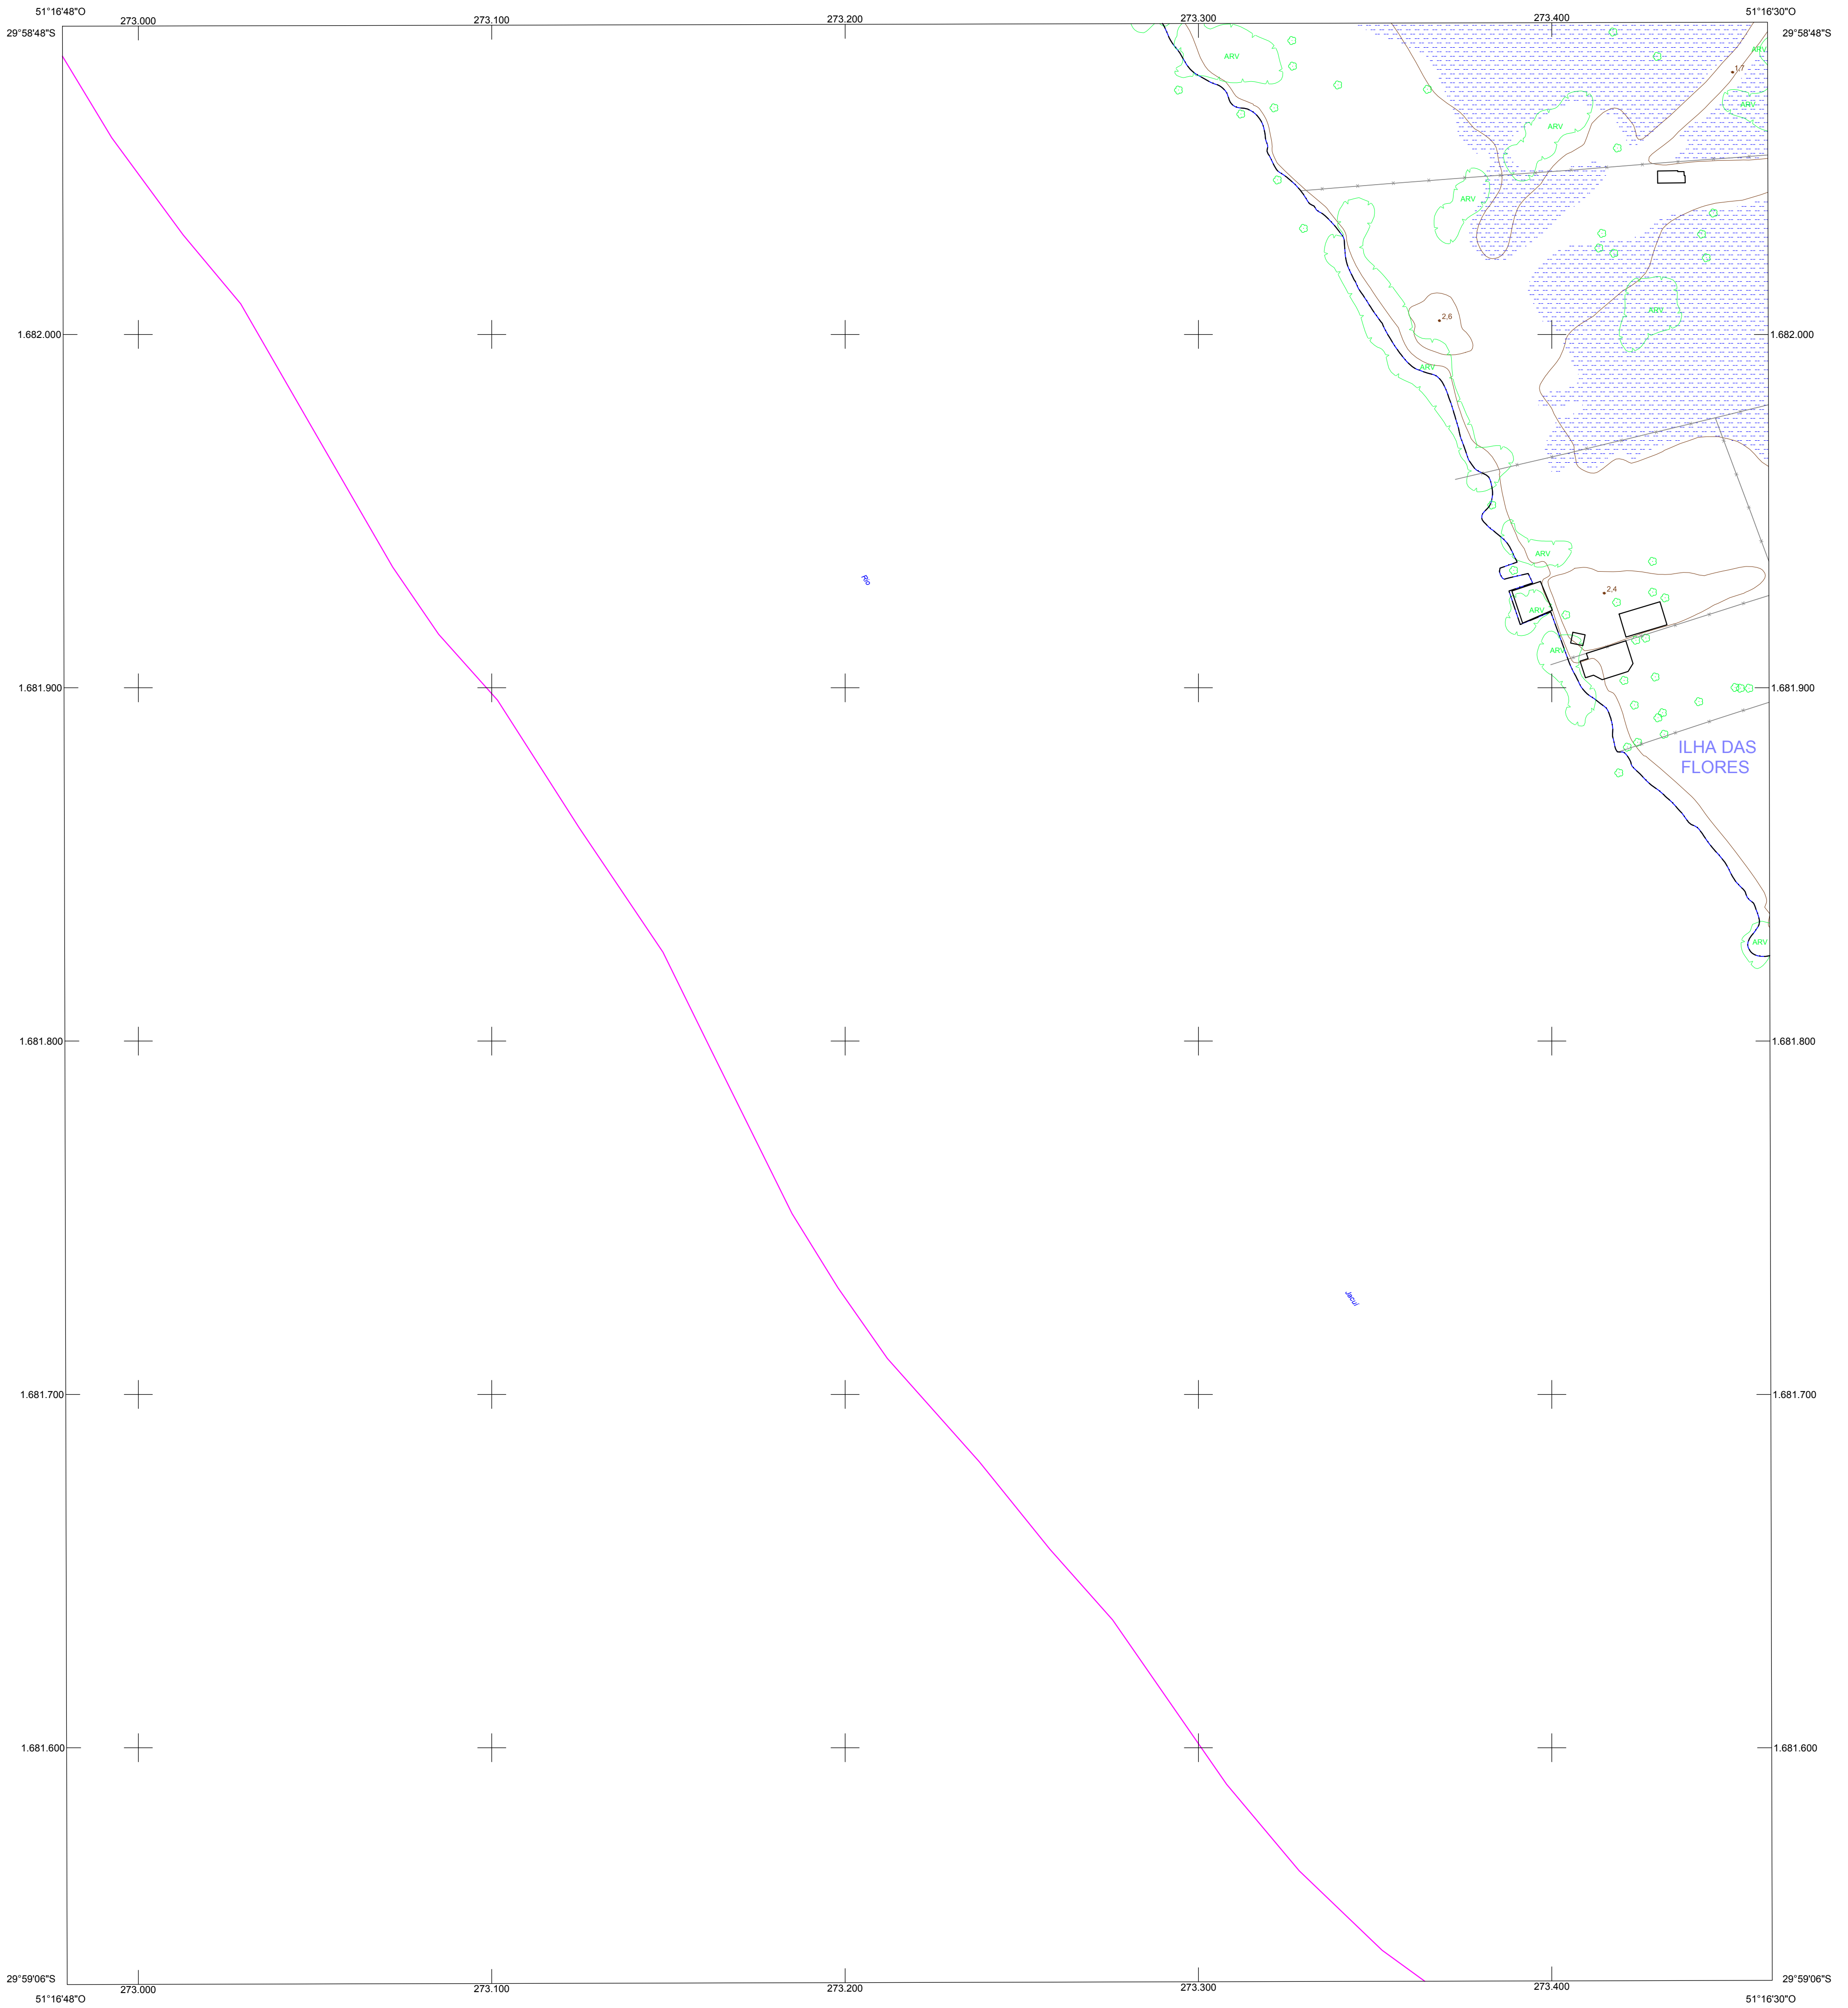 51°16'48"O
273.000
273.100
273.200
273.300
273.400
51°16'30"O
29°58'48"S
29°58'48"S
ARV
ARV
1,7
ARV
ARV
ARV
ARV
2,6
1.682.000
1.682.000
ARV
ARV
Rio
2,4
ARV
ARV
1.681.900
1.681.900
ILHA DAS
FLORES
ARV
1.681.800
1.681.800
Jacuí
1.681.700
1.681.700
1.681.600
1.681.600
29°59'06"S
29°59'06"S
51°16'48"O
273.000
273.100
273.200
273.300
273.400
51°16'30"O